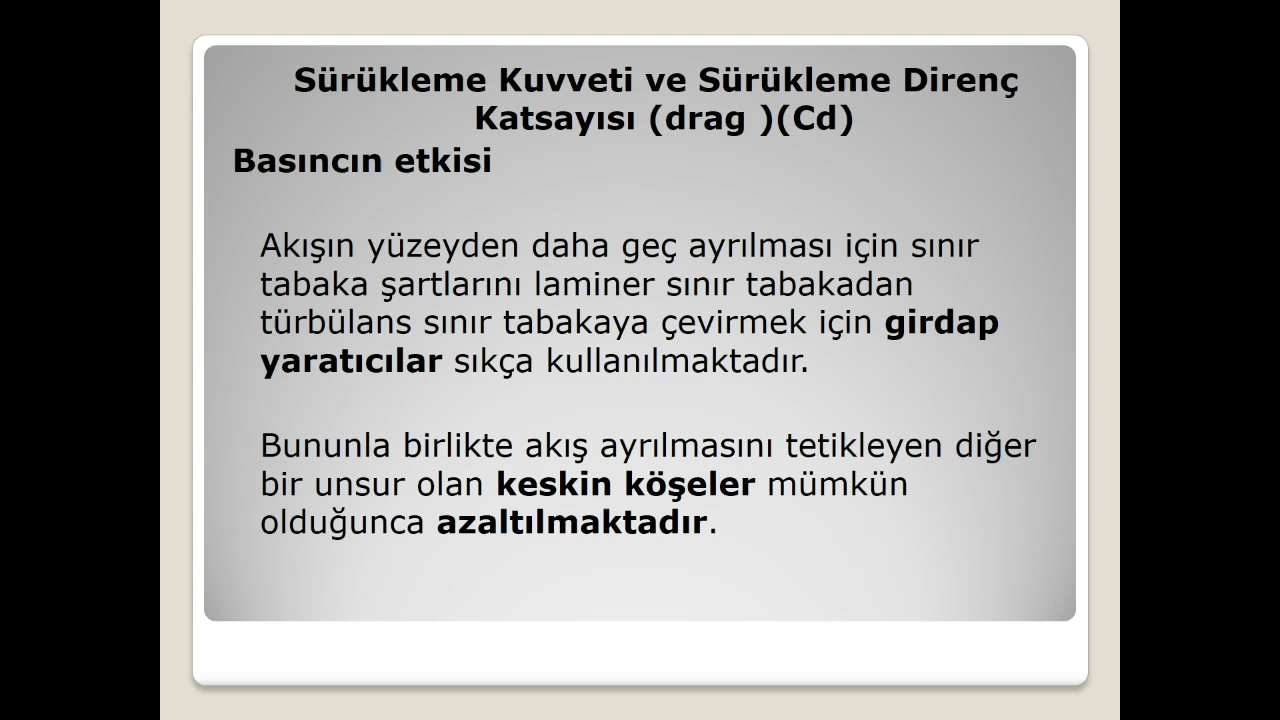 Sürükleme Kuvveti ve Sürükleme Direnç
Katsayısı (drag )(Cd)
Basıncın etkisi
Akışın yüzeyden daha geç ayrılması için sınır
tabaka şartlarını laminer sınır tabakadan
türbülans sınır tabakaya çevirmek için girdap
yaratıcılar sıkça kullanılmaktadır.
Bununla birlikte akış ayrılmasını tetikleyen diğer
bir unsur olan keskin köşeler mümkün
olduğunca azaltılmaktadır.